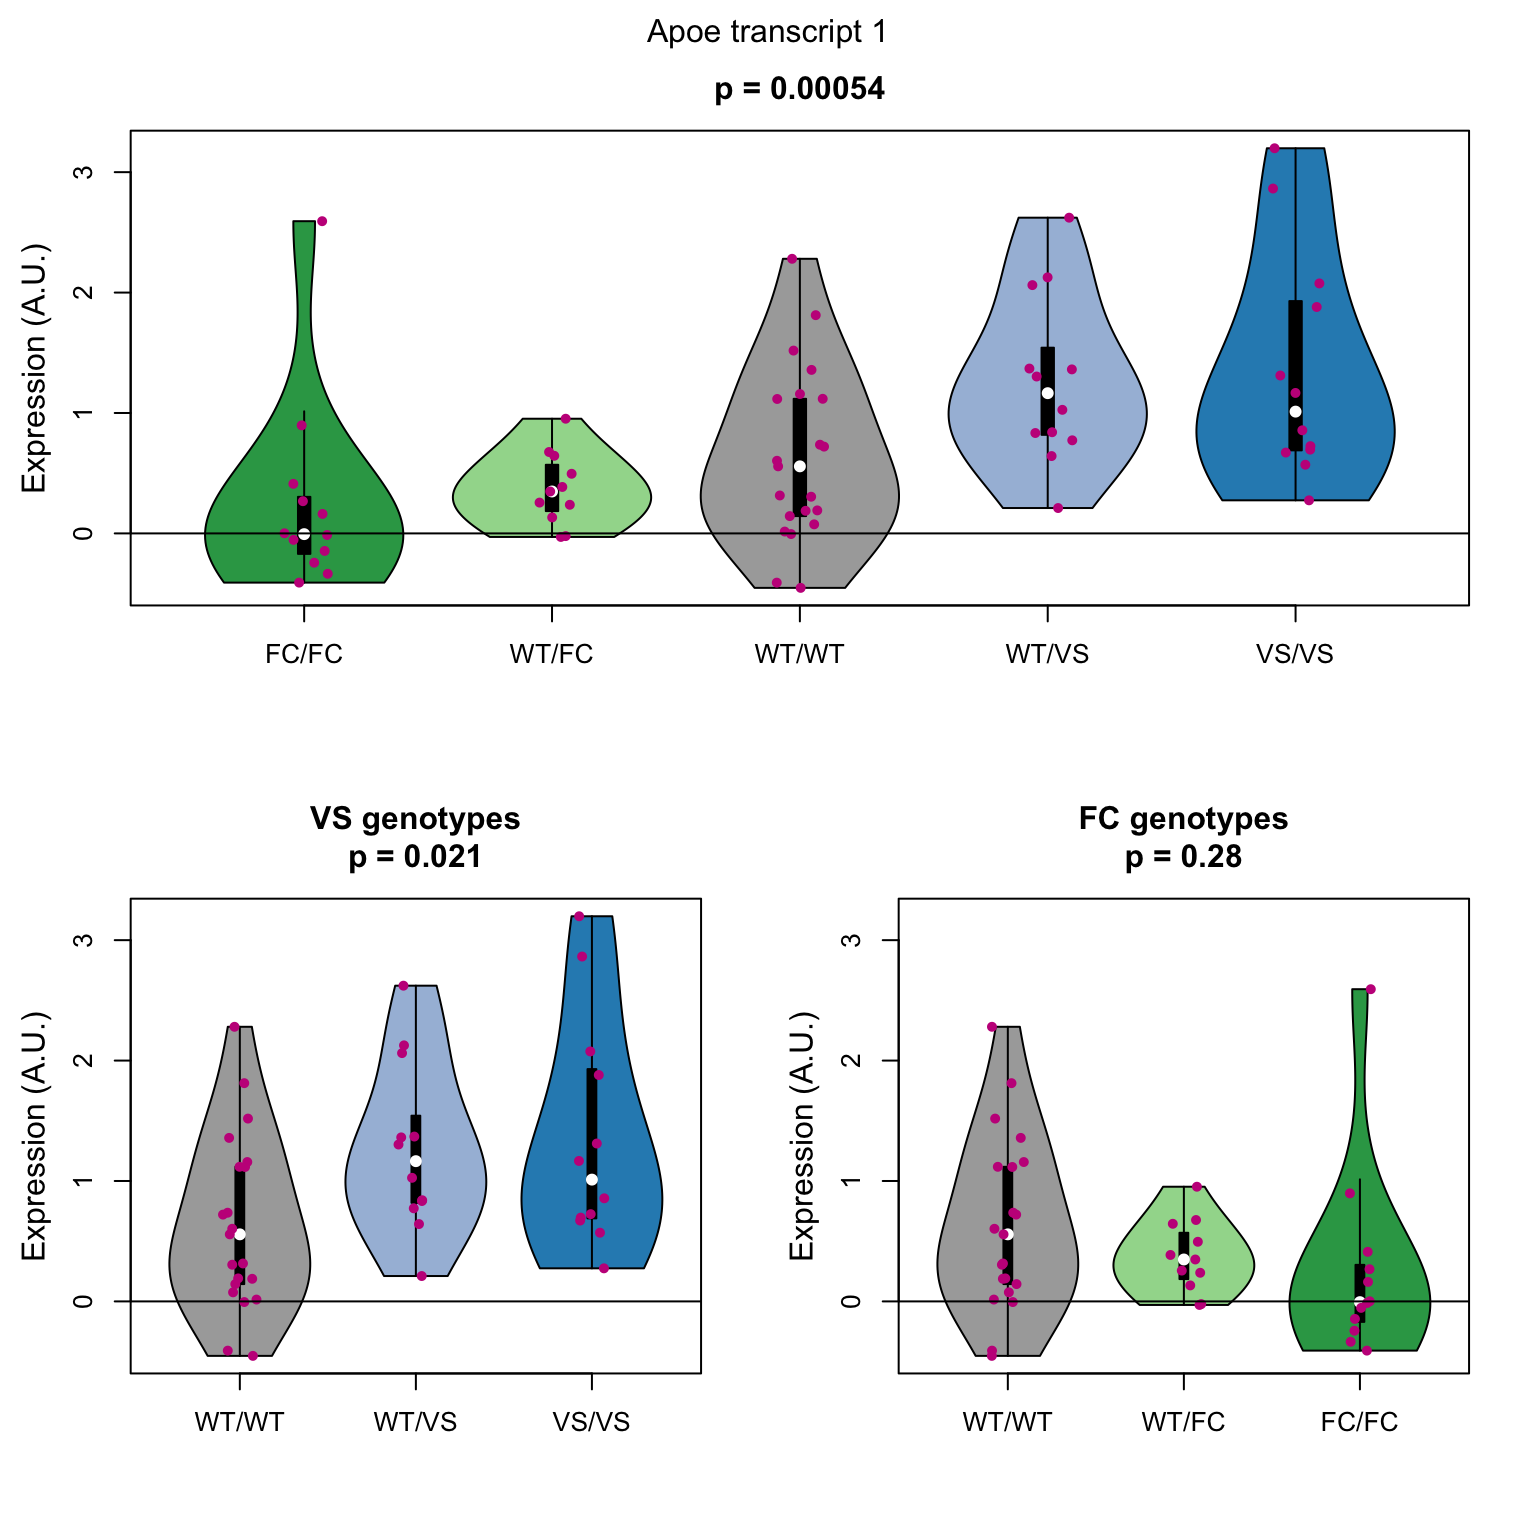 Apoe transcript 1
p = 0.00054
Expression (A.U.)
3
2
1
0
FC/FC WT/FC WT/WT WT/VS VS/VS
VS genotypes
p = 0.021
Expression (A.U.)
3
2
1
0
WT/WT WT/VS VS/VS
FC genotypes
p = 0.28
Expression (A.U.)
3
2
1
0
WT/WT WT/FC FC/FC